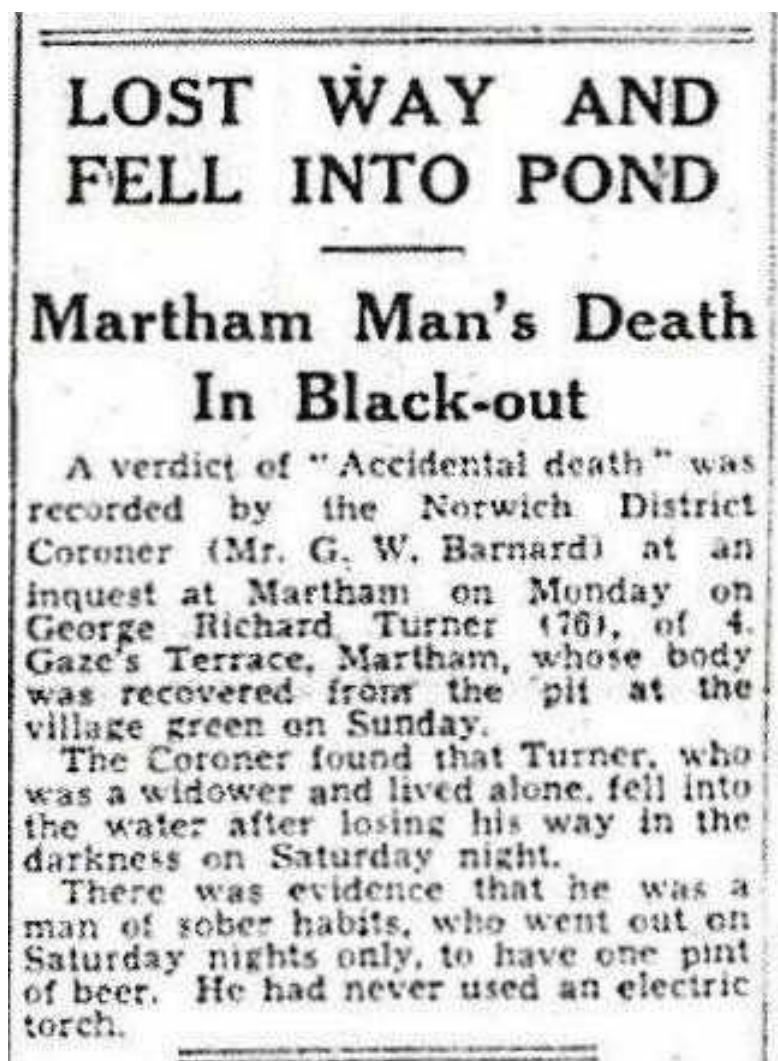 LOST WAY AND
FELL INTO POND
Martham Man's Death
In Black-out
A verdict of "Accidental death" was
recorded by the Norwich District
Coroner (Mr. G. W. Barnard) at an
inquest at Martham on Monday on
George Richard Turner (76), of 4,
Gaze's Terrace, Martham, whose body
was recovered from the pit at the
village green on Sunday.
The Coroner found that Turner, who
was a widower and lived alone, fell into
the water after losing his way in the
darkness on Saturday night.
There was evidence that he was a
man of sober habits, who went out on
Saturday nights only, to have one pint
of beer. He had never used an electric
torch.